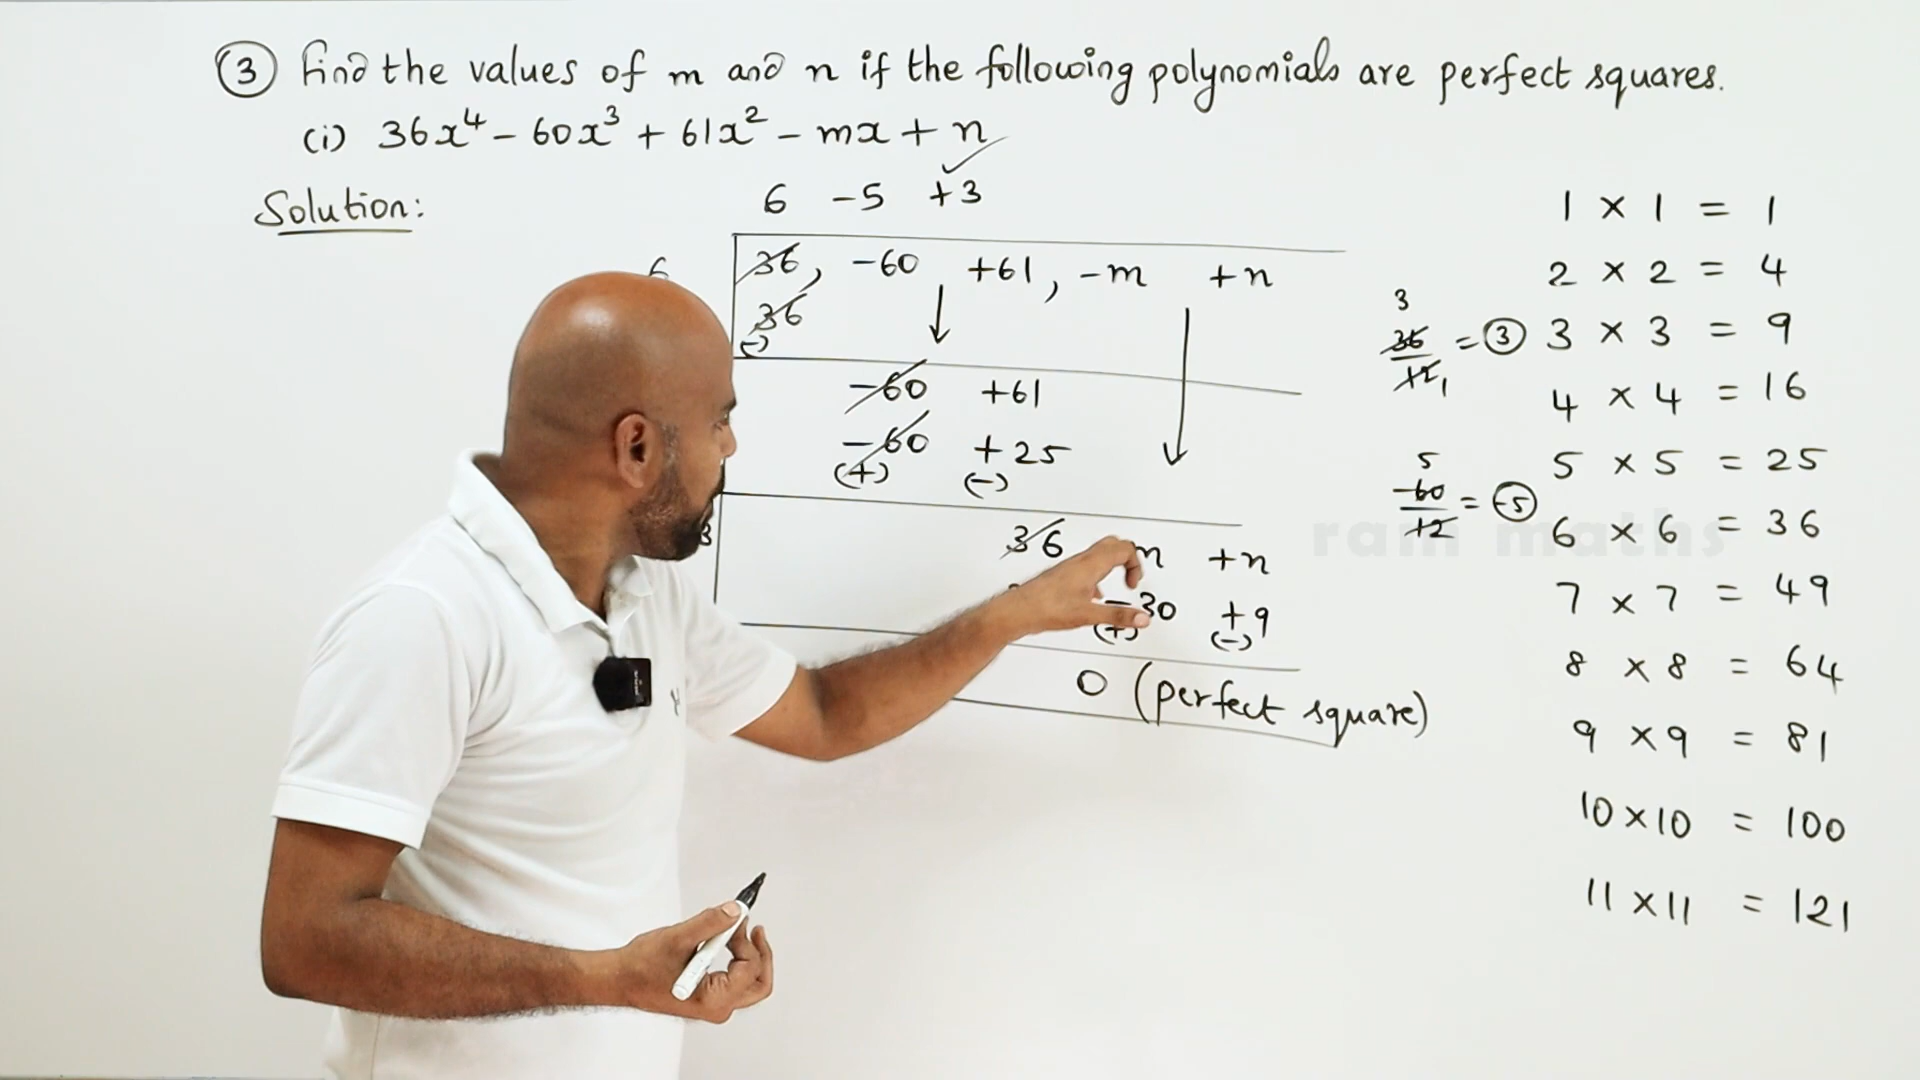 ③ Find the values of m and n if the following polynomials are perfect squares.
(i) 36x⁴ − 60x³ + 61x² − mx + n
Solution:
6 −5 +3
6 36, −60 +61, −m +n
36
(−)
−60 +61
−60 +25
(+) (−)
3 36 m +n
−30 +9
(+) (−)
0 (perfect square)
3
36/12 1 = ③
5
−60/12 = −5
1 × 1 = 1
2 × 2 = 4
3 × 3 = 9
4 × 4 = 16
5 × 5 = 25
6 × 6 = 36
7 × 7 = 49
8 × 8 = 64
9 × 9 = 81
10 × 10 = 100
11 × 11 = 121
ram maths